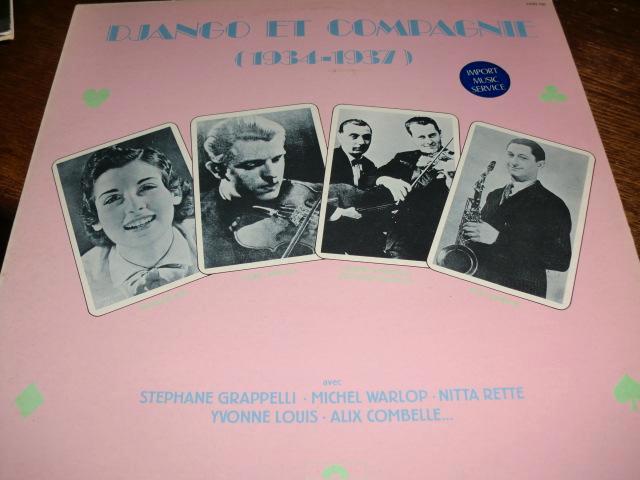 DJANGO ET COMPAGNIE
(1934-1937)
IMPORT
MUSIC
SERVICE
avec
STEPHANE GRAPPELLI · MICHEL WARLOP · NITTA RETTE
YVONNE LOUIS · ALIX COMBELLE...